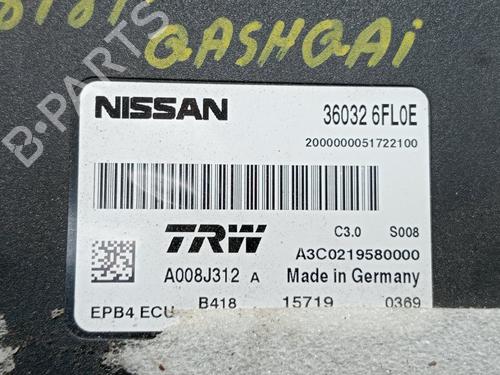 QASHQAI
NISSAN
36032 6FL0E
2000000051722100
TRW
C3.0 S008
A3C0219580000
A008J312 A
Made in Germany
EPB4 ECU
B418
15719
0369